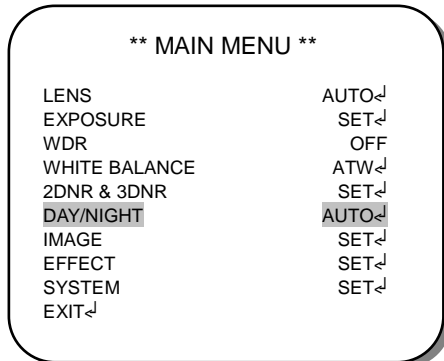 ** MAIN MENU **
LENS AUTO↲
EXPOSURE SET↲
WDR OFF
WHITE BALANCE ATW↲
2DNR & 3DNR SET↲
DAY/NIGHT AUTO↲
IMAGE SET↲
EFFECT SET↲
SYSTEM SET↲
EXIT↲